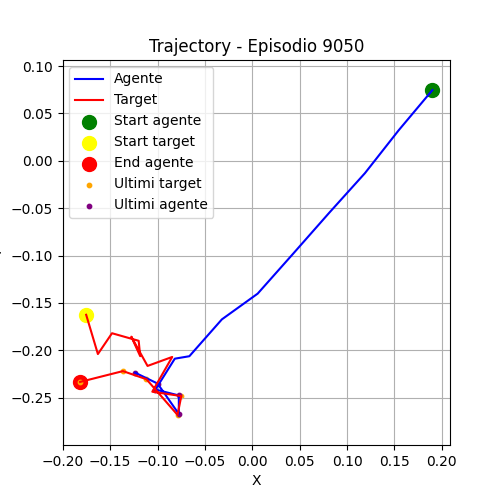 Trajectory - Episodio 9050
Agente
Target
Start agente
Start target
End agente
Ultimi target
Ultimi agente
0.10
0.05
0.00
−0.05
−0.10
−0.15
−0.20
−0.25
−0.20 −0.15 −0.10 −0.05 0.00 0.05 0.10 0.15 0.20
X